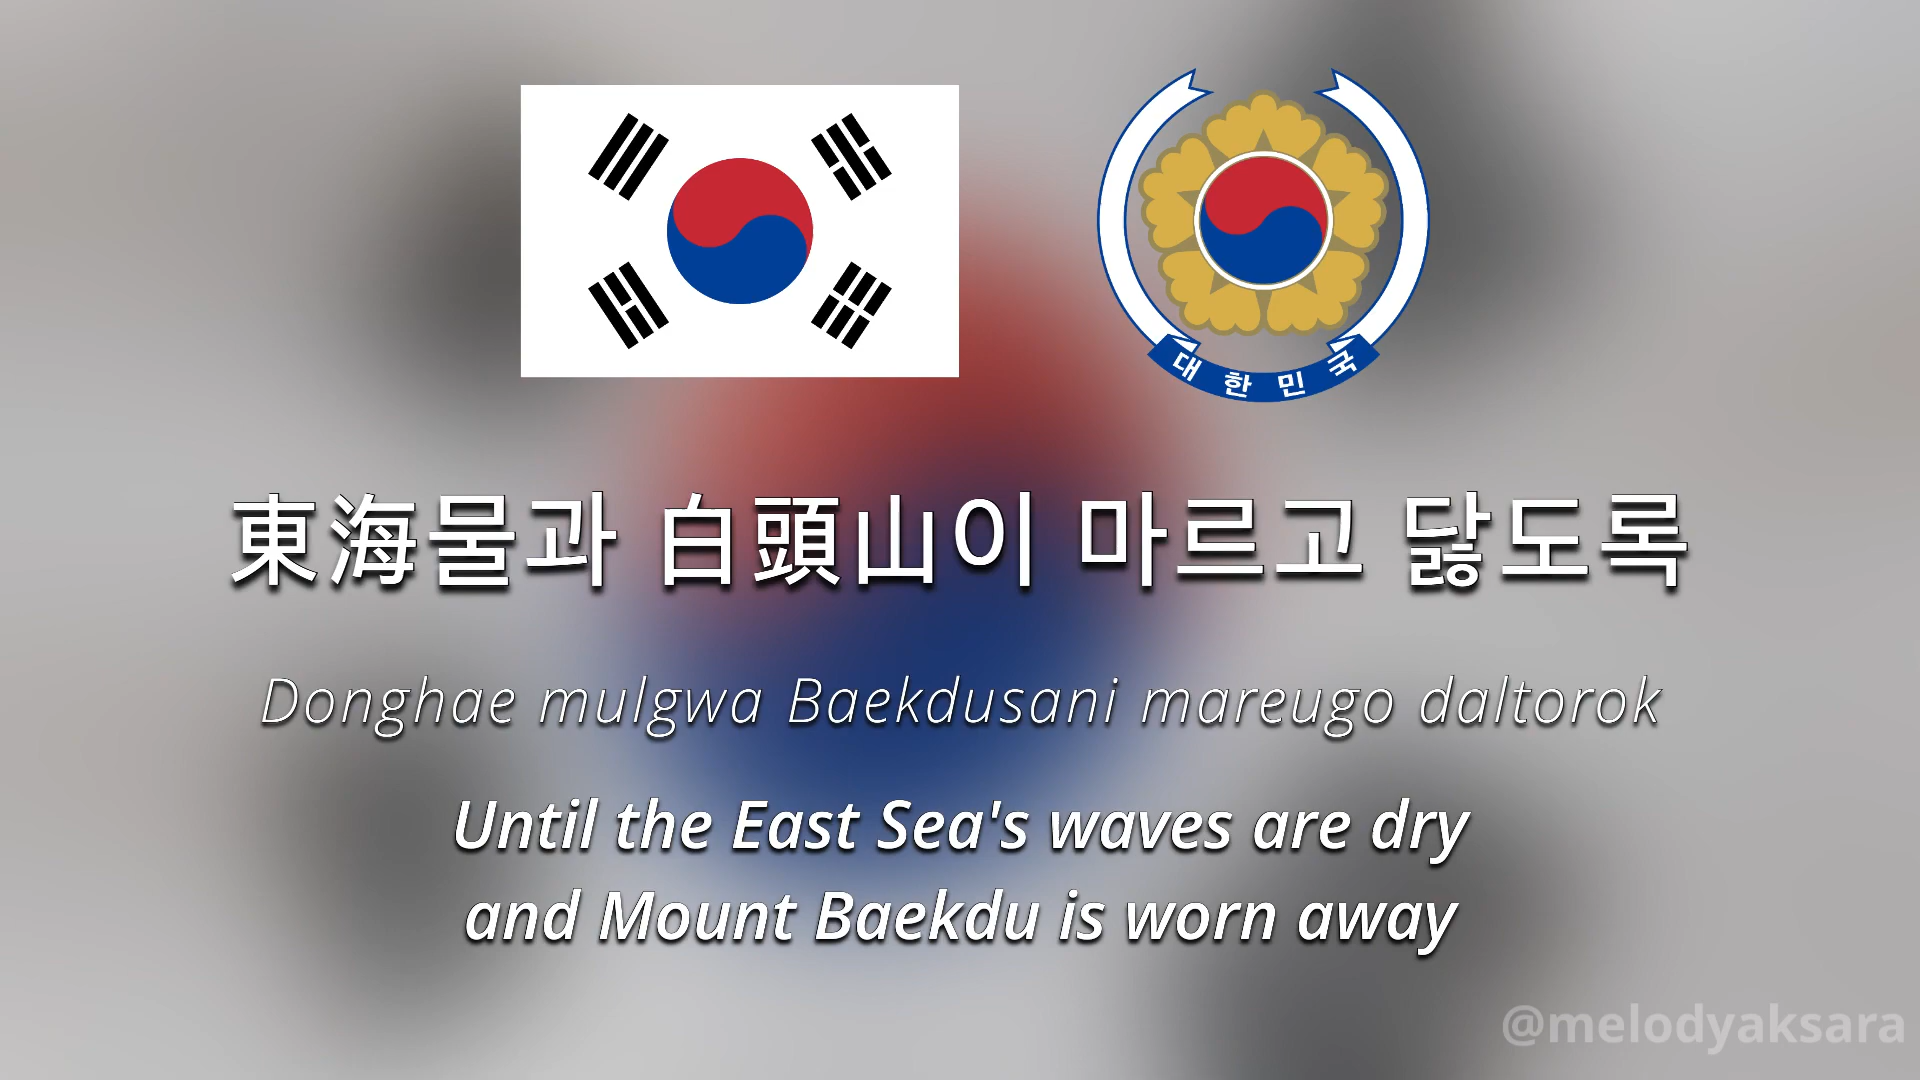 대한민국
東海물과 白頭山이 마르고 닳도록
Donghae mulgwa Baekdusani mareugo daltorok
Until the East Sea's waves are dry
and Mount Baekdu is worn away
@melodyaksara